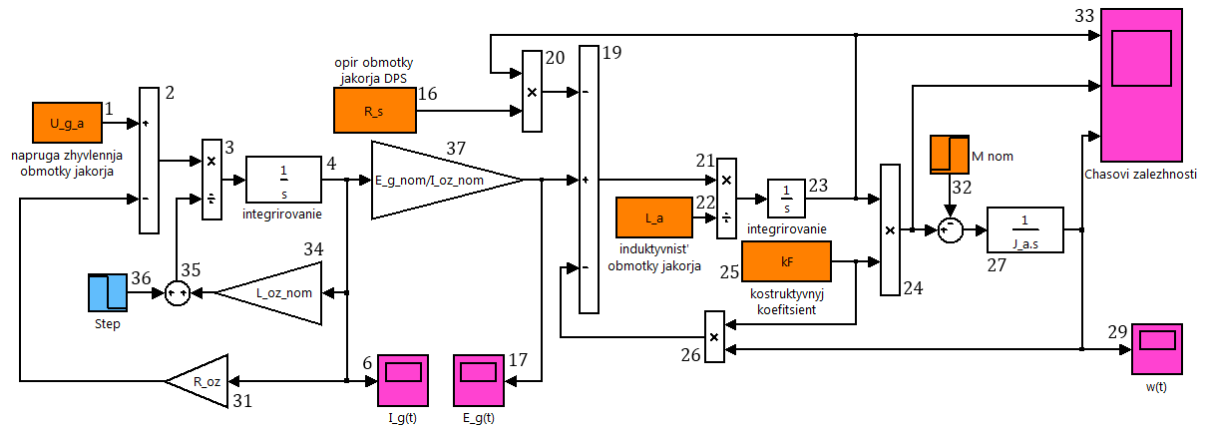 33
20
19
opir obmotky
jakorja DPS
1
2
16
U_g_a
+
-
R_s
×
-
napruga zhyvlennja
obmotky jakorja
3
37
M nom
×
÷
1
s
4
E_g_nom/I_oz_nom
+
21
×
÷
1
s
23
32
Chasovi zalezhnosti
integrirovanie
22
L_a
integrirovanie
×
-
+
1
J_a.s
-
34
induktyvnist'
obmotky jakorja
25
kF
27
36
35
L_oz_nom
-
kostruktyvnyj
koefitsient
24
+ +
Step
×
26
29
6
17
R_oz
31
w(t)
I_g(t)
E_g(t)